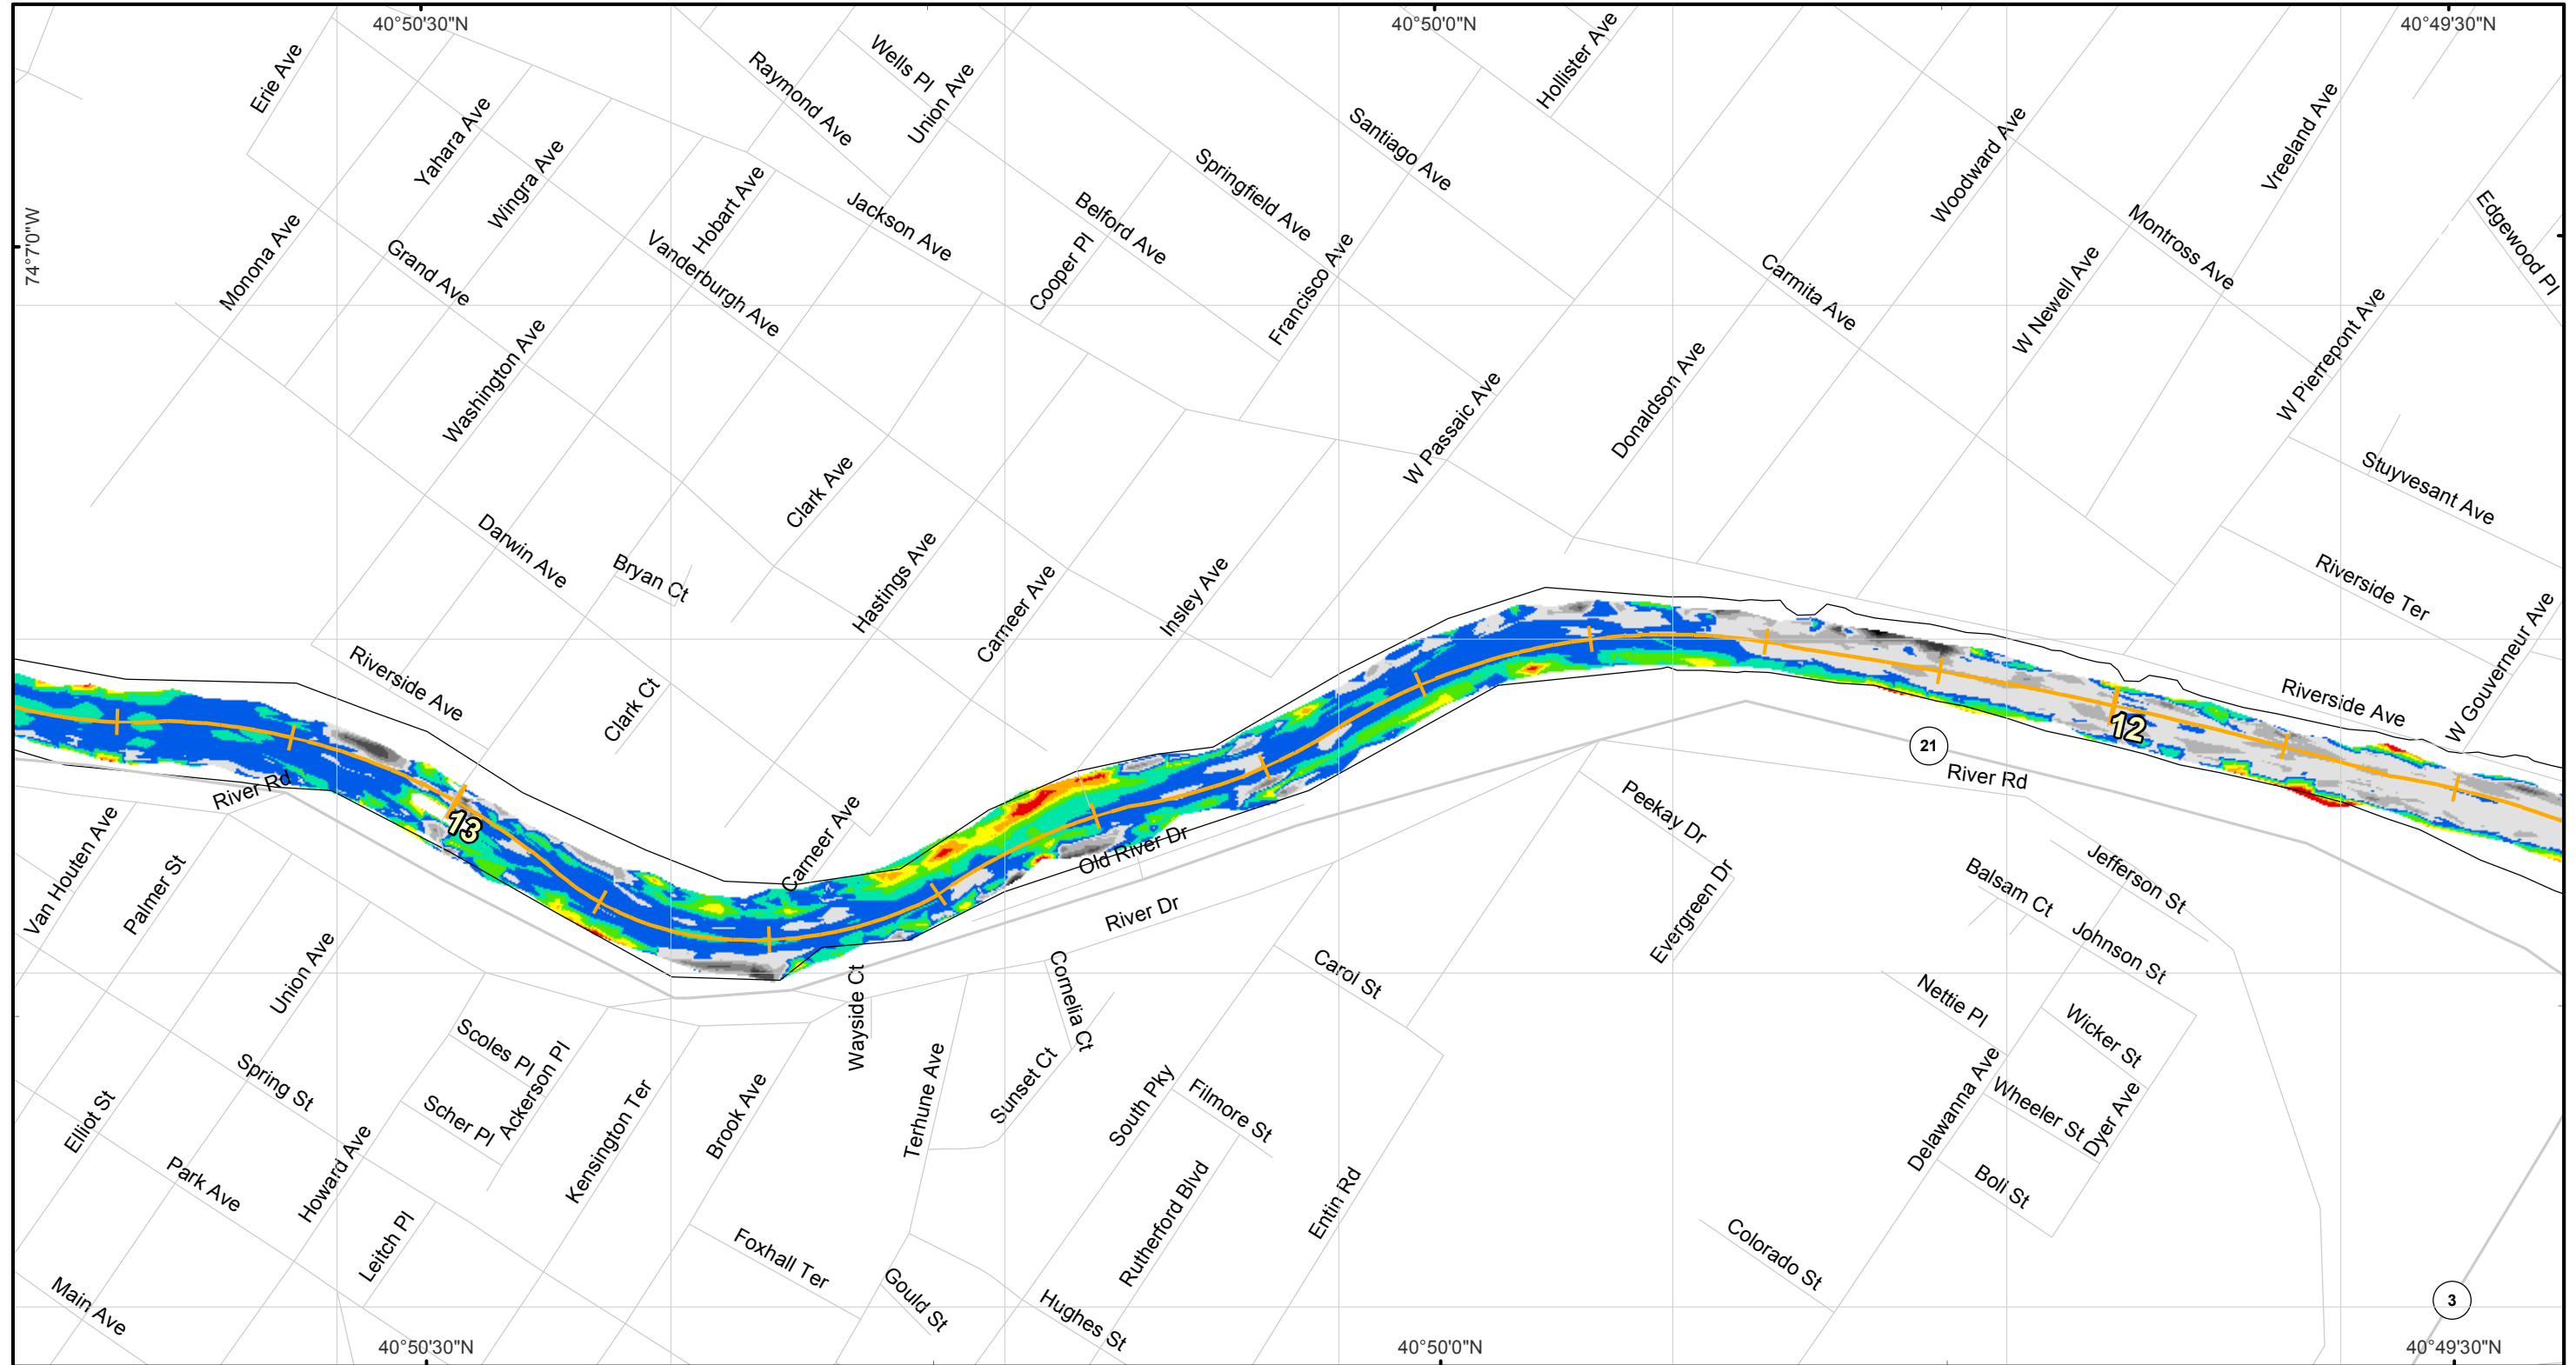 40°50'30"N
40°50'0"N
40°49'30"N
74°7'0"W
Erie Ave
Yahara Ave
Wingra Ave
Monona Ave
Grand Ave
Washington Ave
Raymond Ave
Wells Pl
Union Ave
Hobart Ave
Vanderburgh Ave
Jackson Ave
Cooper Pl
Belford Ave
Springfield Ave
Francisco Ave
Santiago Ave
Hollister Ave
Woodward Ave
Vreeland Ave
Montross Ave
Edgewood Pl
Carmita Ave
W Newell Ave
W Pierrepont Ave
Donaldson Ave
W Passaic Ave
Stuyvesant Ave
Riverside Ter
W Gouverneur Ave
Riverside Ave
Darwin Ave
Bryan Ct
Clark Ave
Hastings Ave
Carneer Ave
Insley Ave
Riverside Ave
Clark Ct
Carneer Ave
River Rd
13
12
21
River Rd
Old River Dr
River Dr
Peekay Dr
Evergreen Dr
Jefferson St
Balsam Ct
Johnson St
Nettie Pl
Wicker St
Wheeler St
Dyer Ave
Delawanna Ave
Boll St
Colorado St
3
Van Houten Ave
Palmer St
Union Ave
Scoles Pl
Ackerson Pl
Scher Pl
Spring St
Elliot St
Park Ave
Howard Ave
Leitch Pl
Main Ave
Kensington Ter
Brook Ave
Wayside Ct
Terhune Ave
Cornelia Ct
Sunset Ct
South Pky
Filmore St
Carol St
Rutherford Blvd
Entin Rd
Foxhall Ter
Gould St
Hughes St
40°50'30"N
40°50'0"N
40°49'30"N